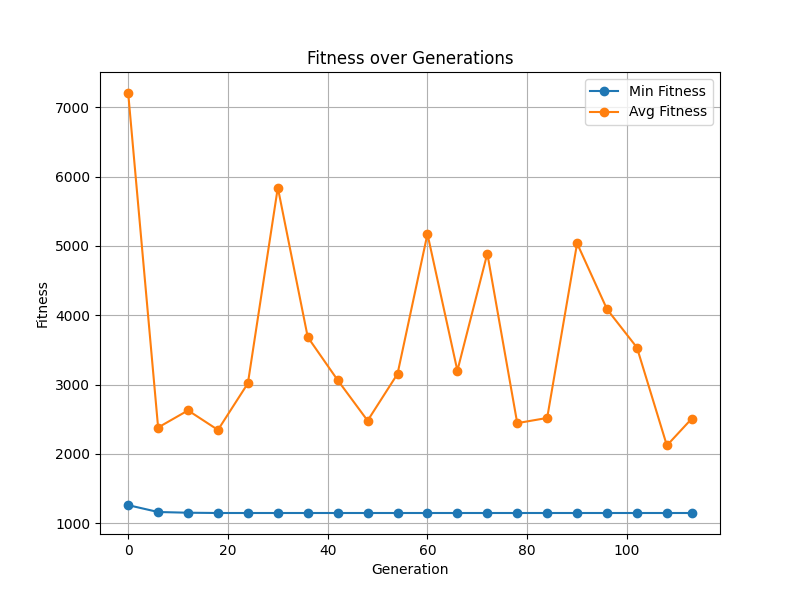 Fitness over Generations
Min Fitness
Avg Fitness
7000
6000
5000
4000
3000
2000
1000
Fitness
0 20 40 60 80 100
Generation